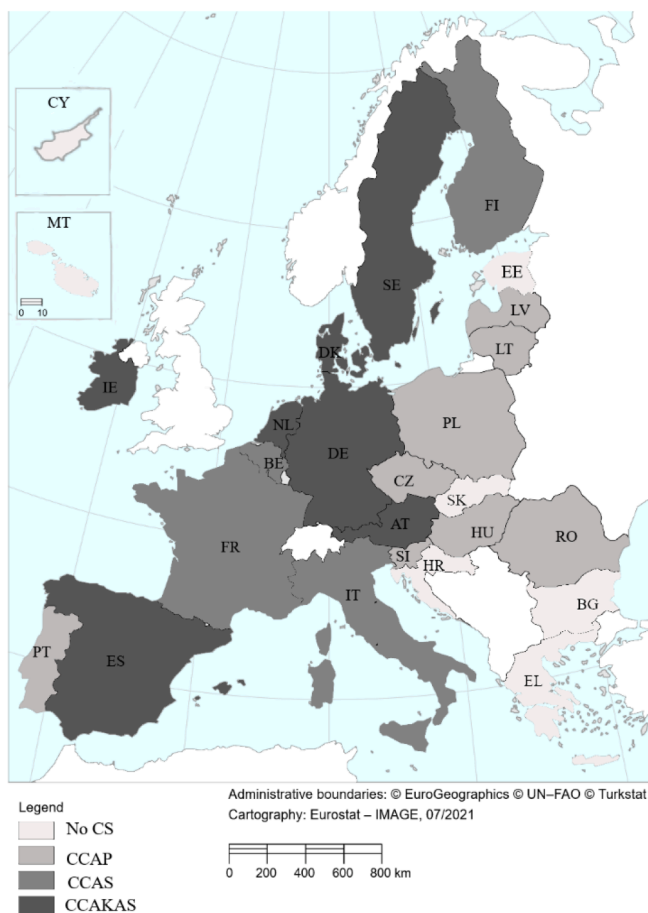 CY
MT
0 10
FI
SE
EE
LV
LT
DK
IE
NL
BE
DE
PL
CZ
SK
AT
HU
RO
FR
SI
HR
IT
BG
PT
ES
EL
Administrative boundaries: © EuroGeographics © UN–FAO © Turkstat
Cartography: Eurostat – IMAGE, 07/2021
Legend
No CS
CCAP
CCAS
CCAKAS
0 200 400 600 800 km